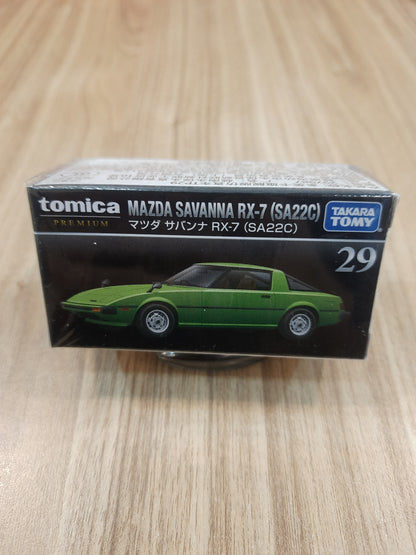 tomica
PREMIUM
MAZDA SAVANNA RX-7 (SA22C)
マツダ サバンナ RX-7 (SA22C)
TAKARA
TOMY
29